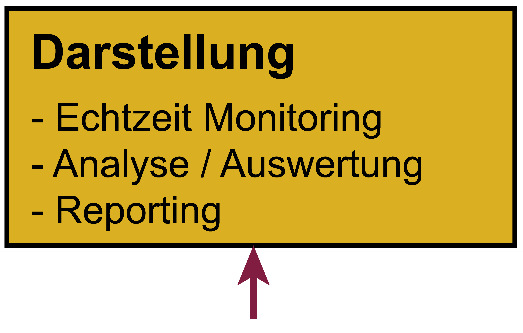 Darstellung
- Echtzeit Monitoring
- Analyse / Auswertung
- Reporting